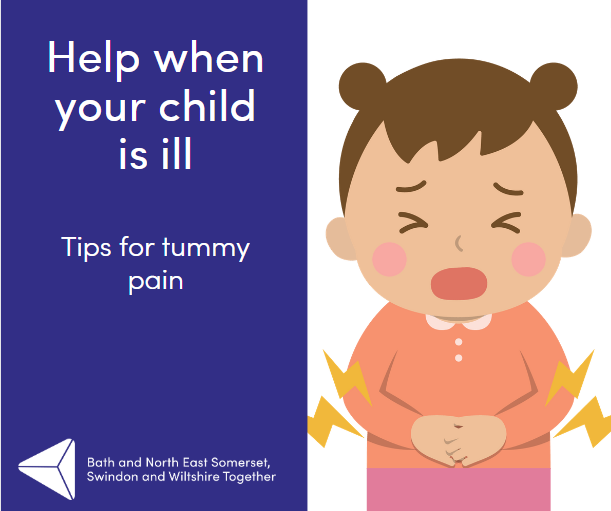 Help when
your child
is ill
Tips for tummy
pain
Bath and North East Somerset,
Swindon and Wiltshire Together